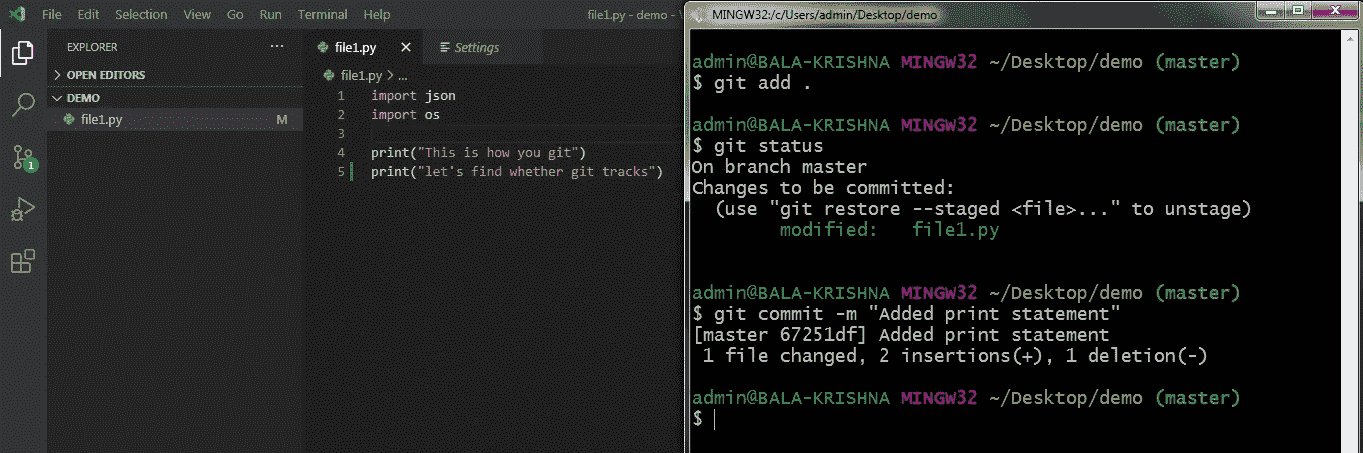 File Edit Selection View Go Run Terminal Help
file1.py - demo - \
EXPLORER
OPEN EDITORS
DEMO
file1.py M
1
file1.py
Settings
file1.py > ...
1 import json
2 import os
3
4 print("This is how you git")
5 print("let's find whether git tracks")
MINGW32:/c/Users/admin/Desktop/demo
admin@BALA-KRISHNA MINGW32 ~/Desktop/demo (master)
$ git add .
admin@BALA-KRISHNA MINGW32 ~/Desktop/demo (master)
$ git status
On branch master
Changes to be committed:
(use "git restore --staged <file>..." to unstage)
modified: file1.py
admin@BALA-KRISHNA MINGW32 ~/Desktop/demo (master)
$ git commit -m "Added print statement"
[master 67251df] Added print statement
1 file changed, 2 insertions(+), 1 deletion(-)
admin@BALA-KRISHNA MINGW32 ~/Desktop/demo (master)
$